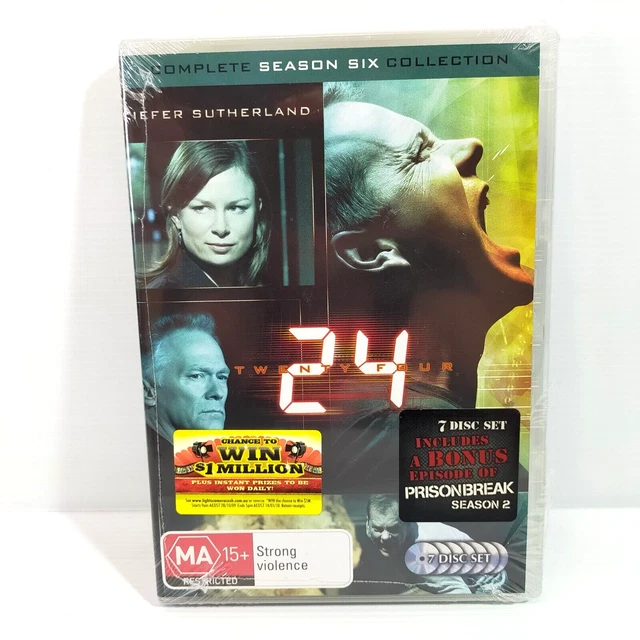 COMPLETE SEASON SIX COLLECTION
IEFER SUTHERLAND
24
TWENTY FOUR
CHANCE TO
WIN
$1 MILLION
PLUS INSTANT PRIZES TO BE
WON DAILY!
7 DISC SET
INCLUDES
A BONUS
EPISODE OF
PRISON BREAK
SEASON 2
MA 15+ Strong
violence
RESTRICTED
7 DISC SET